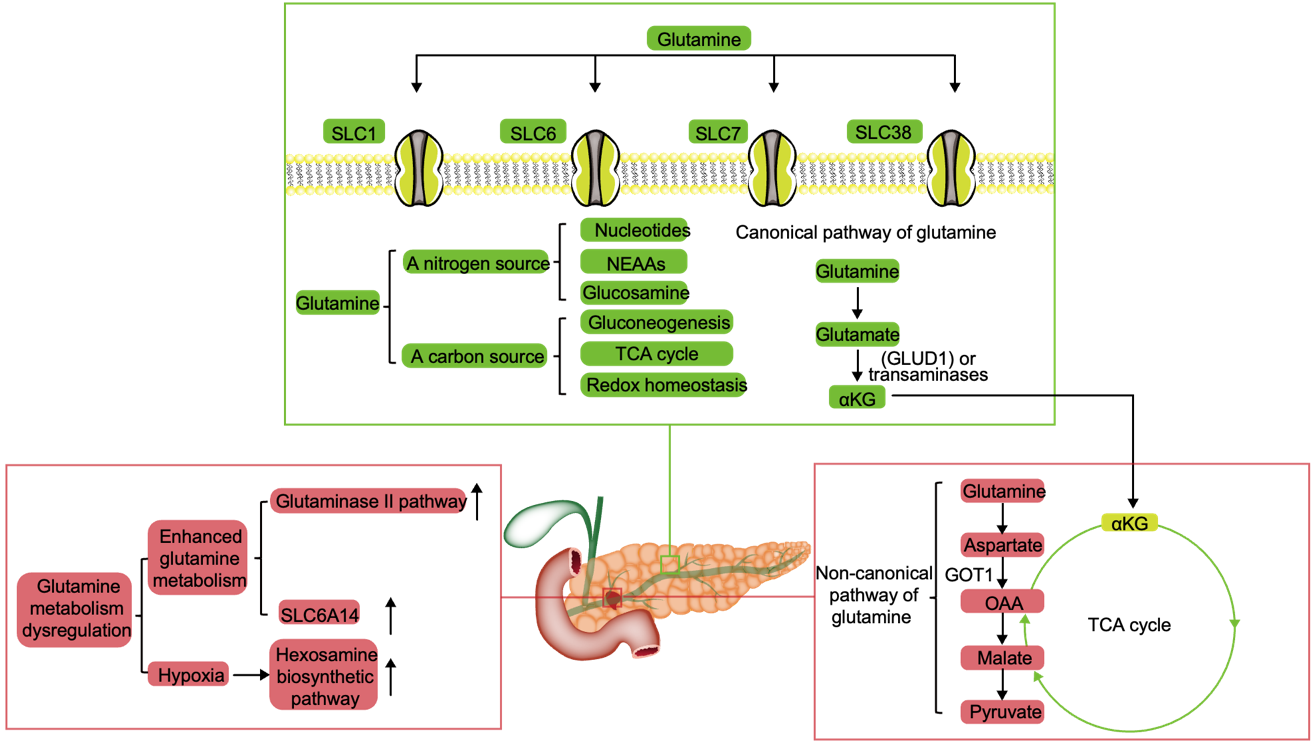 Glutamine
SLC1
SLC6
SLC7
SLC38
Nucleotides
A nitrogen source
NEAAs
Glucosamine
Glutamine
Gluconeogenesis
A carbon source
TCA cycle
Redox homeostasis
Canonical pathway of glutamine
Glutamine
Glutamate
(GLUD1) or
transaminases
αKG
Glutaminase II pathway
Enhanced
glutamine
metabolism
Glutamine
metabolism
dysregulation
SLC6A14
Hypoxia
Hexosamine
biosynthetic
pathway
Non-canonical
pathway of
glutamine
Glutamine
Aspartate
GOT1
OAA
Malate
Pyruvate
αKG
TCA cycle